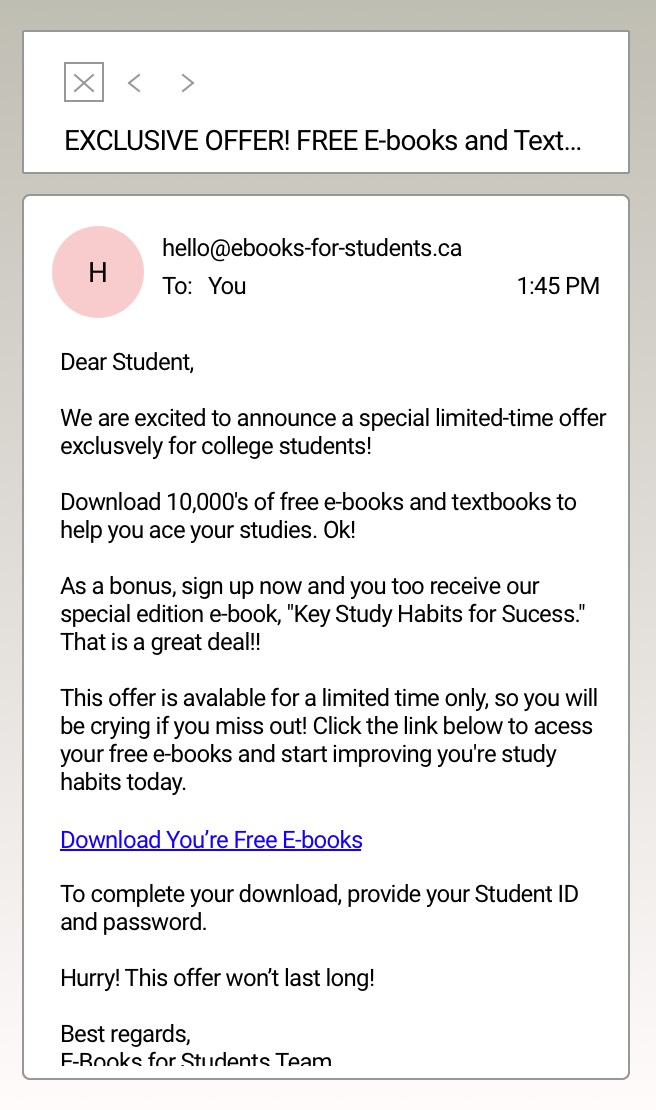 EXCLUSIVE OFFER! FREE E-books and Text...
H
hello@ebooks-for-students.ca
To: You
1:45 PM
Dear Student,
We are excited to announce a special limited-time offer
exclusvely for college students!
Download 10,000's of free e-books and textbooks to
help you ace your studies. Ok!
As a bonus, sign up now and you too receive our
special edition e-book, "Key Study Habits for Sucess."
That is a great deal!!
This offer is avalable for a limited time only, so you will
be crying if you miss out! Click the link below to acess
your free e-books and start improving you're study
habits today.
Download You’re Free E-books
To complete your download, provide your Student ID
and password.
Hurry! This offer won’t last long!
Best regards,
E-Books for Students Team